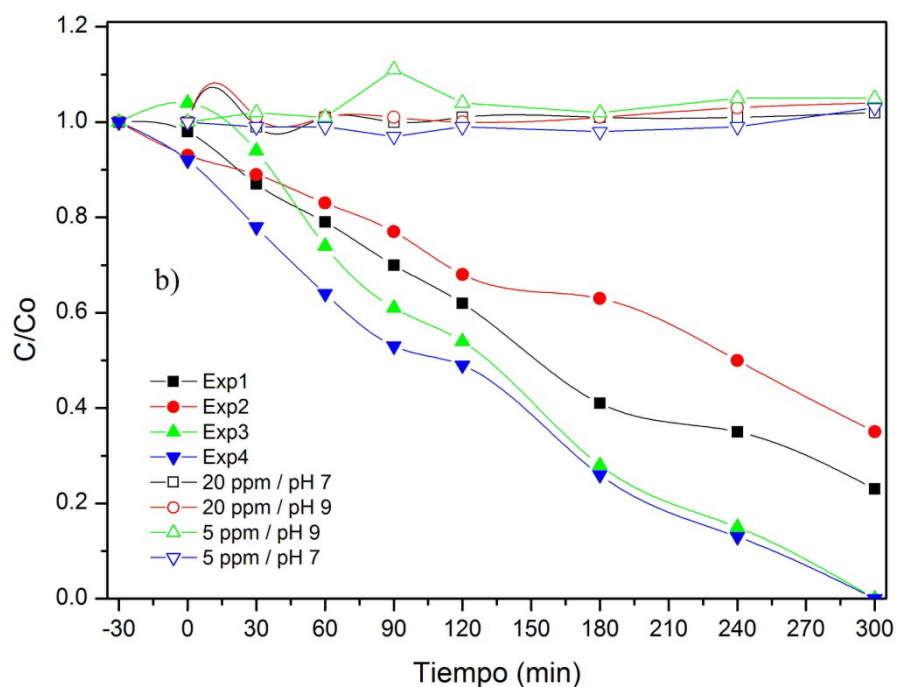 1.2
1.0
0.8
0.6
0.4
0.2
0.0
C/Co
b)
Exp1
Exp2
Exp3
Exp4
20 ppm / pH 7
20 ppm / pH 9
5 ppm / pH 9
5 ppm / pH 7
-30 0 30 60 90 120 150 180 210 240 270 300
Tiempo (min)